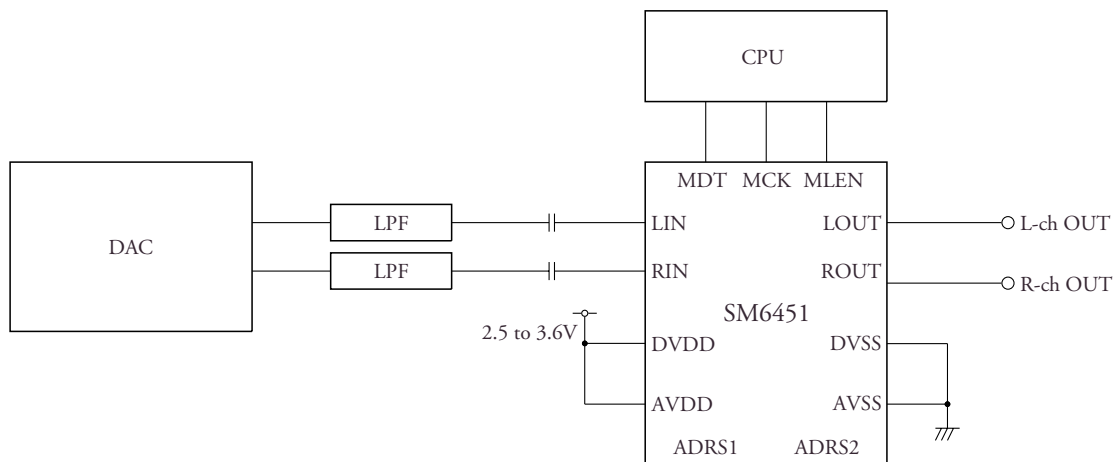 CPU
MDT MCK MLEN
DAC
LPF
LIN
LOUT
L-ch OUT
LPF
RIN
ROUT
R-ch OUT
SM6451
2.5 to 3.6V
DVDD
DVSS
AVDD
AVSS
ADRS1
ADRS2